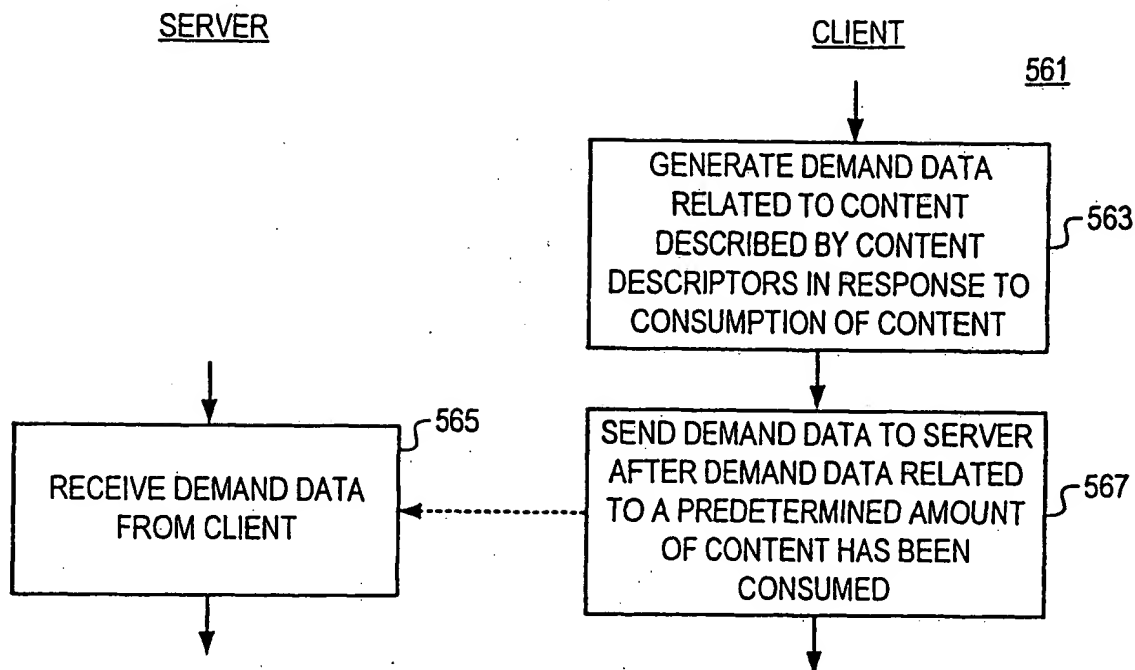 SERVER
CLIENT
561
GENERATE DEMAND DATA
RELATED TO CONTENT
DESCRIBED BY CONTENT
DESCRIPTORS IN RESPONSE TO
CONSUMPTION OF CONTENT
563
565
RECEIVE DEMAND DATA
FROM CLIENT
SEND DEMAND DATA TO SERVER
AFTER DEMAND DATA RELATED
TO A PREDETERMINED AMOUNT
OF CONTENT HAS BEEN
CONSUMED
567